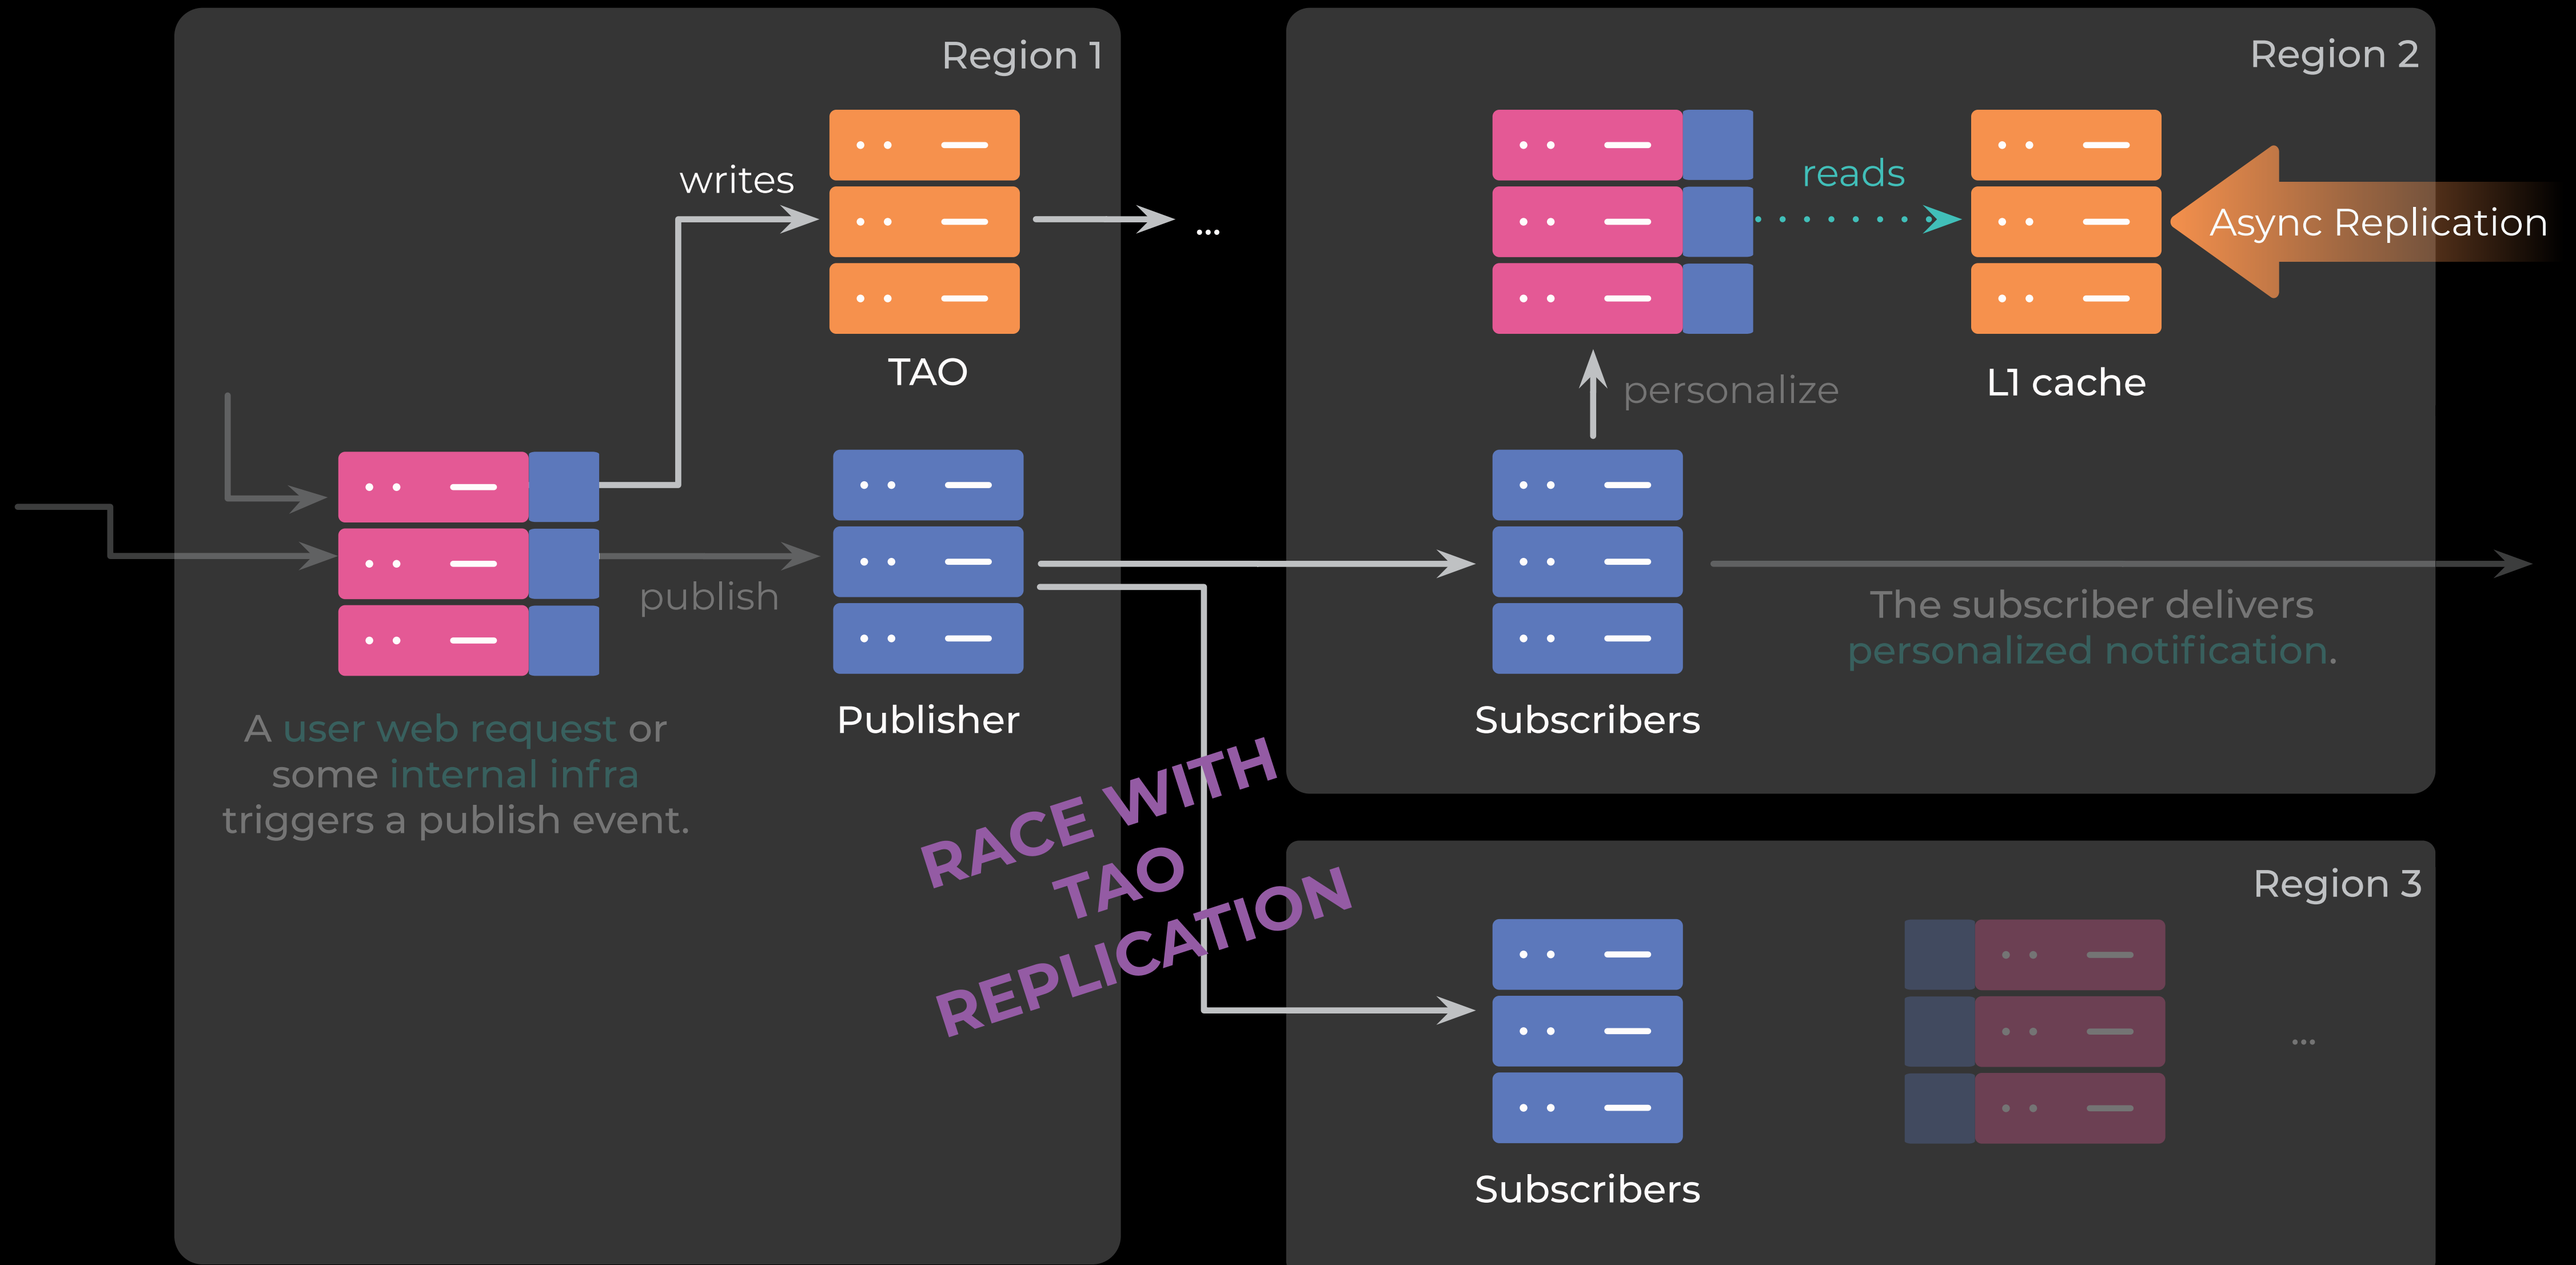 Region 1
writes
TAO
...
publish
Publisher
A user web request or
some internal infra
triggers a publish event.
RACE WITH
TAO
REPLICATION
Region 2
reads
Async Replication
L1 cache
personalize
Subscribers
The subscriber delivers
personalized notification.
Region 3
...
Subscribers